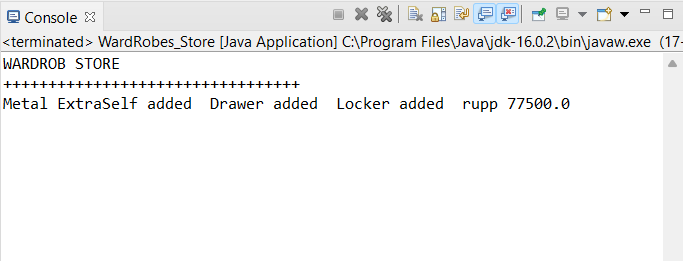 Console
<terminated> WardRobes_Store [Java Application] C:\Program Files\Java\jdk-16.0.2\bin\javaw.exe (17-
WARDROB STORE
+++++++++++++++++++++++++++++++++
Metal ExtraSelf added  Drawer added  Locker added  rupp 77500.0